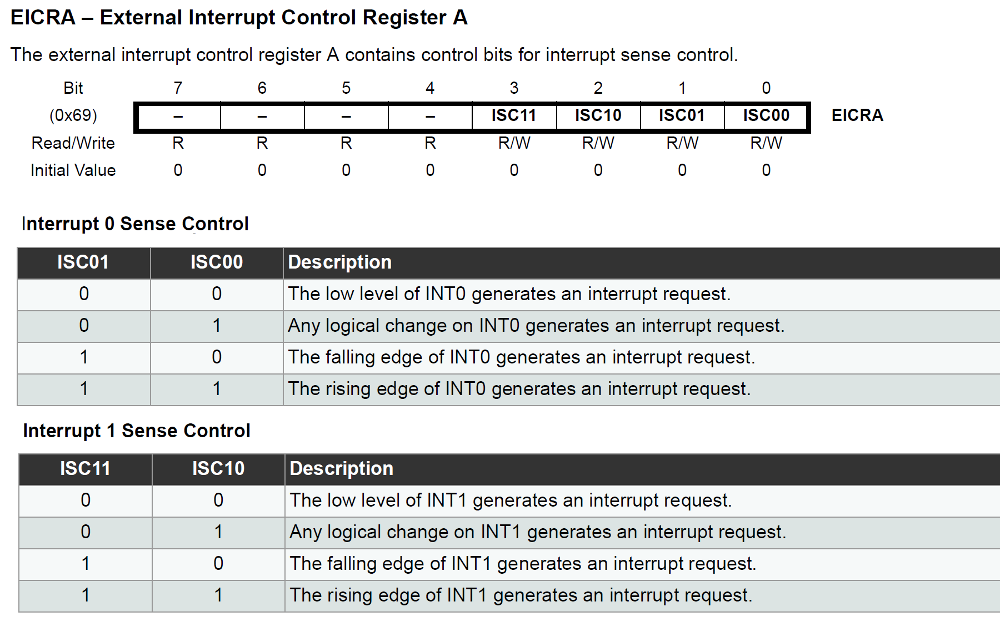 EICRA – External Interrupt Control Register A
The external interrupt control register A contains control bits for interrupt sense control.
Bit 7 6 5 4 3 2 1 0
(0x69) – – – – ISC11 ISC10 ISC01 ISC00 EICRA
Read/Write R R R R R/W R/W R/W R/W
Initial Value 0 0 0 0 0 0 0 0
Interrupt 0 Sense Control
ISC01 ISC00 Description
0 0 The low level of INT0 generates an interrupt request.
0 1 Any logical change on INT0 generates an interrupt request.
1 0 The falling edge of INT0 generates an interrupt request.
1 1 The rising edge of INT0 generates an interrupt request.
Interrupt 1 Sense Control
ISC11 ISC10 Description
0 0 The low level of INT1 generates an interrupt request.
0 1 Any logical change on INT1 generates an interrupt request.
1 0 The falling edge of INT1 generates an interrupt request.
1 1 The rising edge of INT1 generates an interrupt request.